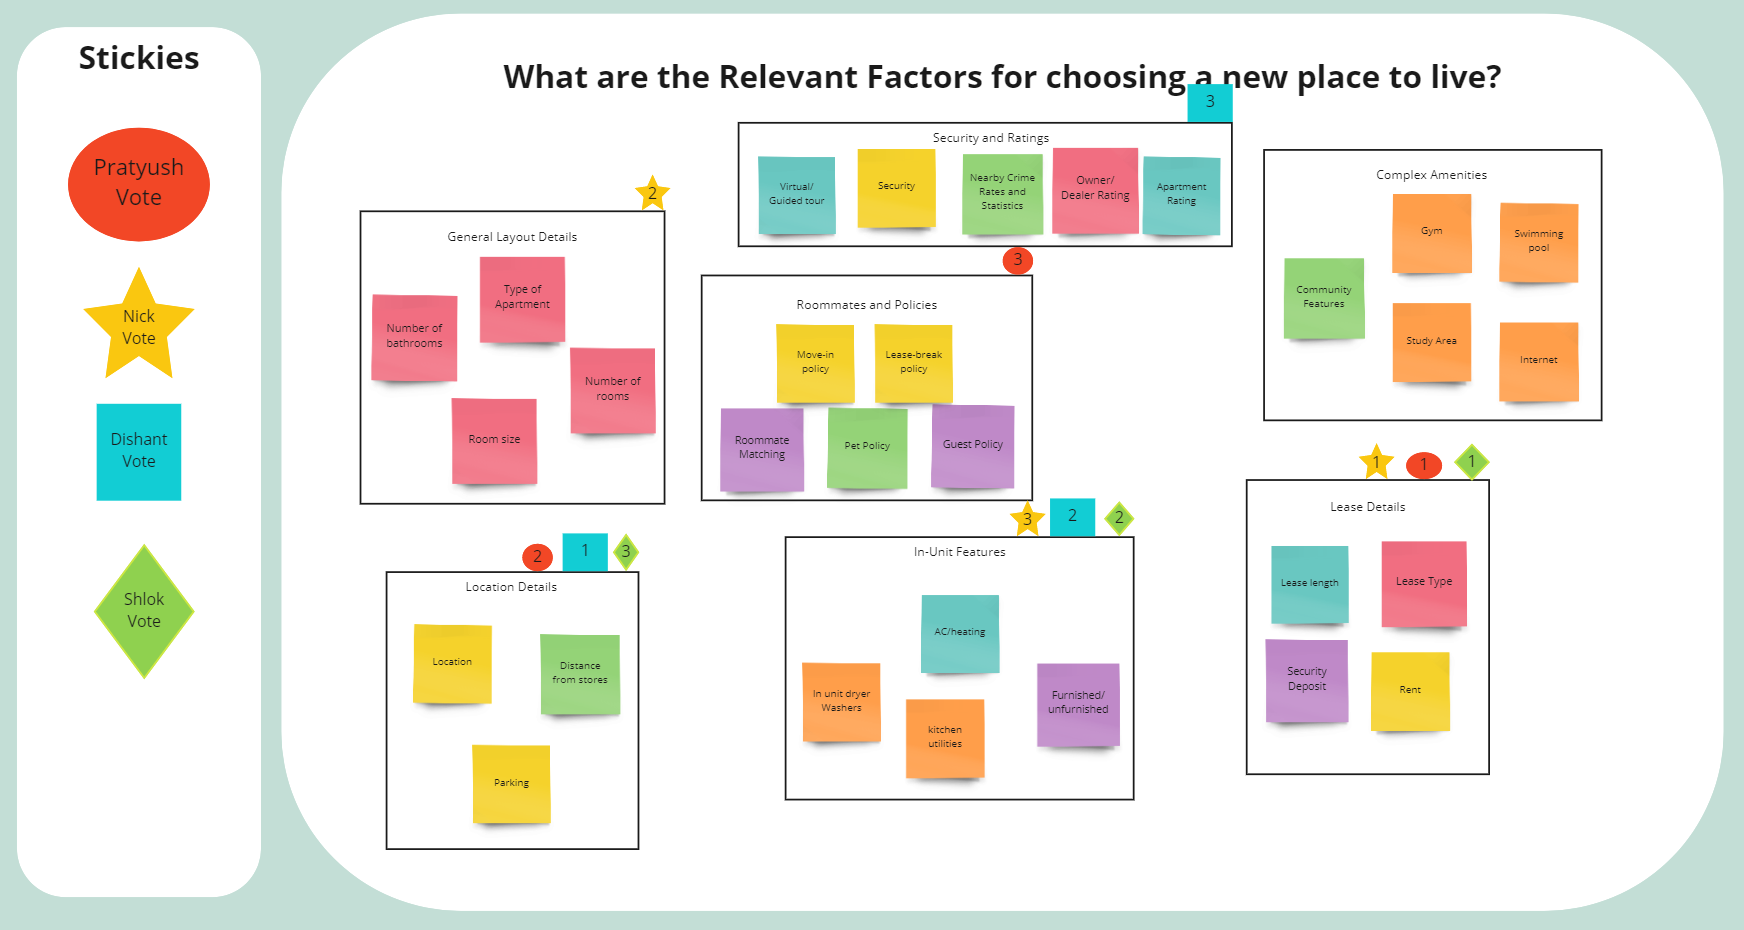 Stickies
Pratyush
Vote
Nick
Vote
Dishant
Vote
Shlok
Vote
What are the Relevant Factors for choosing a new place to live?
2
General Layout Details
Type of
Apartment
Number of
bathrooms
Number of
rooms
Room size
3
Security and Ratings
Virtual/
Guided tour
Security
Nearby Crime
Rates and
Statistics
Owner/
Dealer Rating
Apartment
Rating
3
Roommates and Policies
Move-in
policy
Lease-break
policy
Roommate
Matching
Pet Policy
Guest Policy
Complex Amenities
Gym
Swimming
pool
Community
Features
Study Area
Internet
2
1
3
Location Details
Location
Distance
from stores
Parking
3
2
2
In-Unit Features
AC/heating
In unit dryer
Washers
kitchen
utilities
Furnished/
unfurnished
1
1
1
Lease Details
Lease length
Lease Type
Security
Deposit
Rent